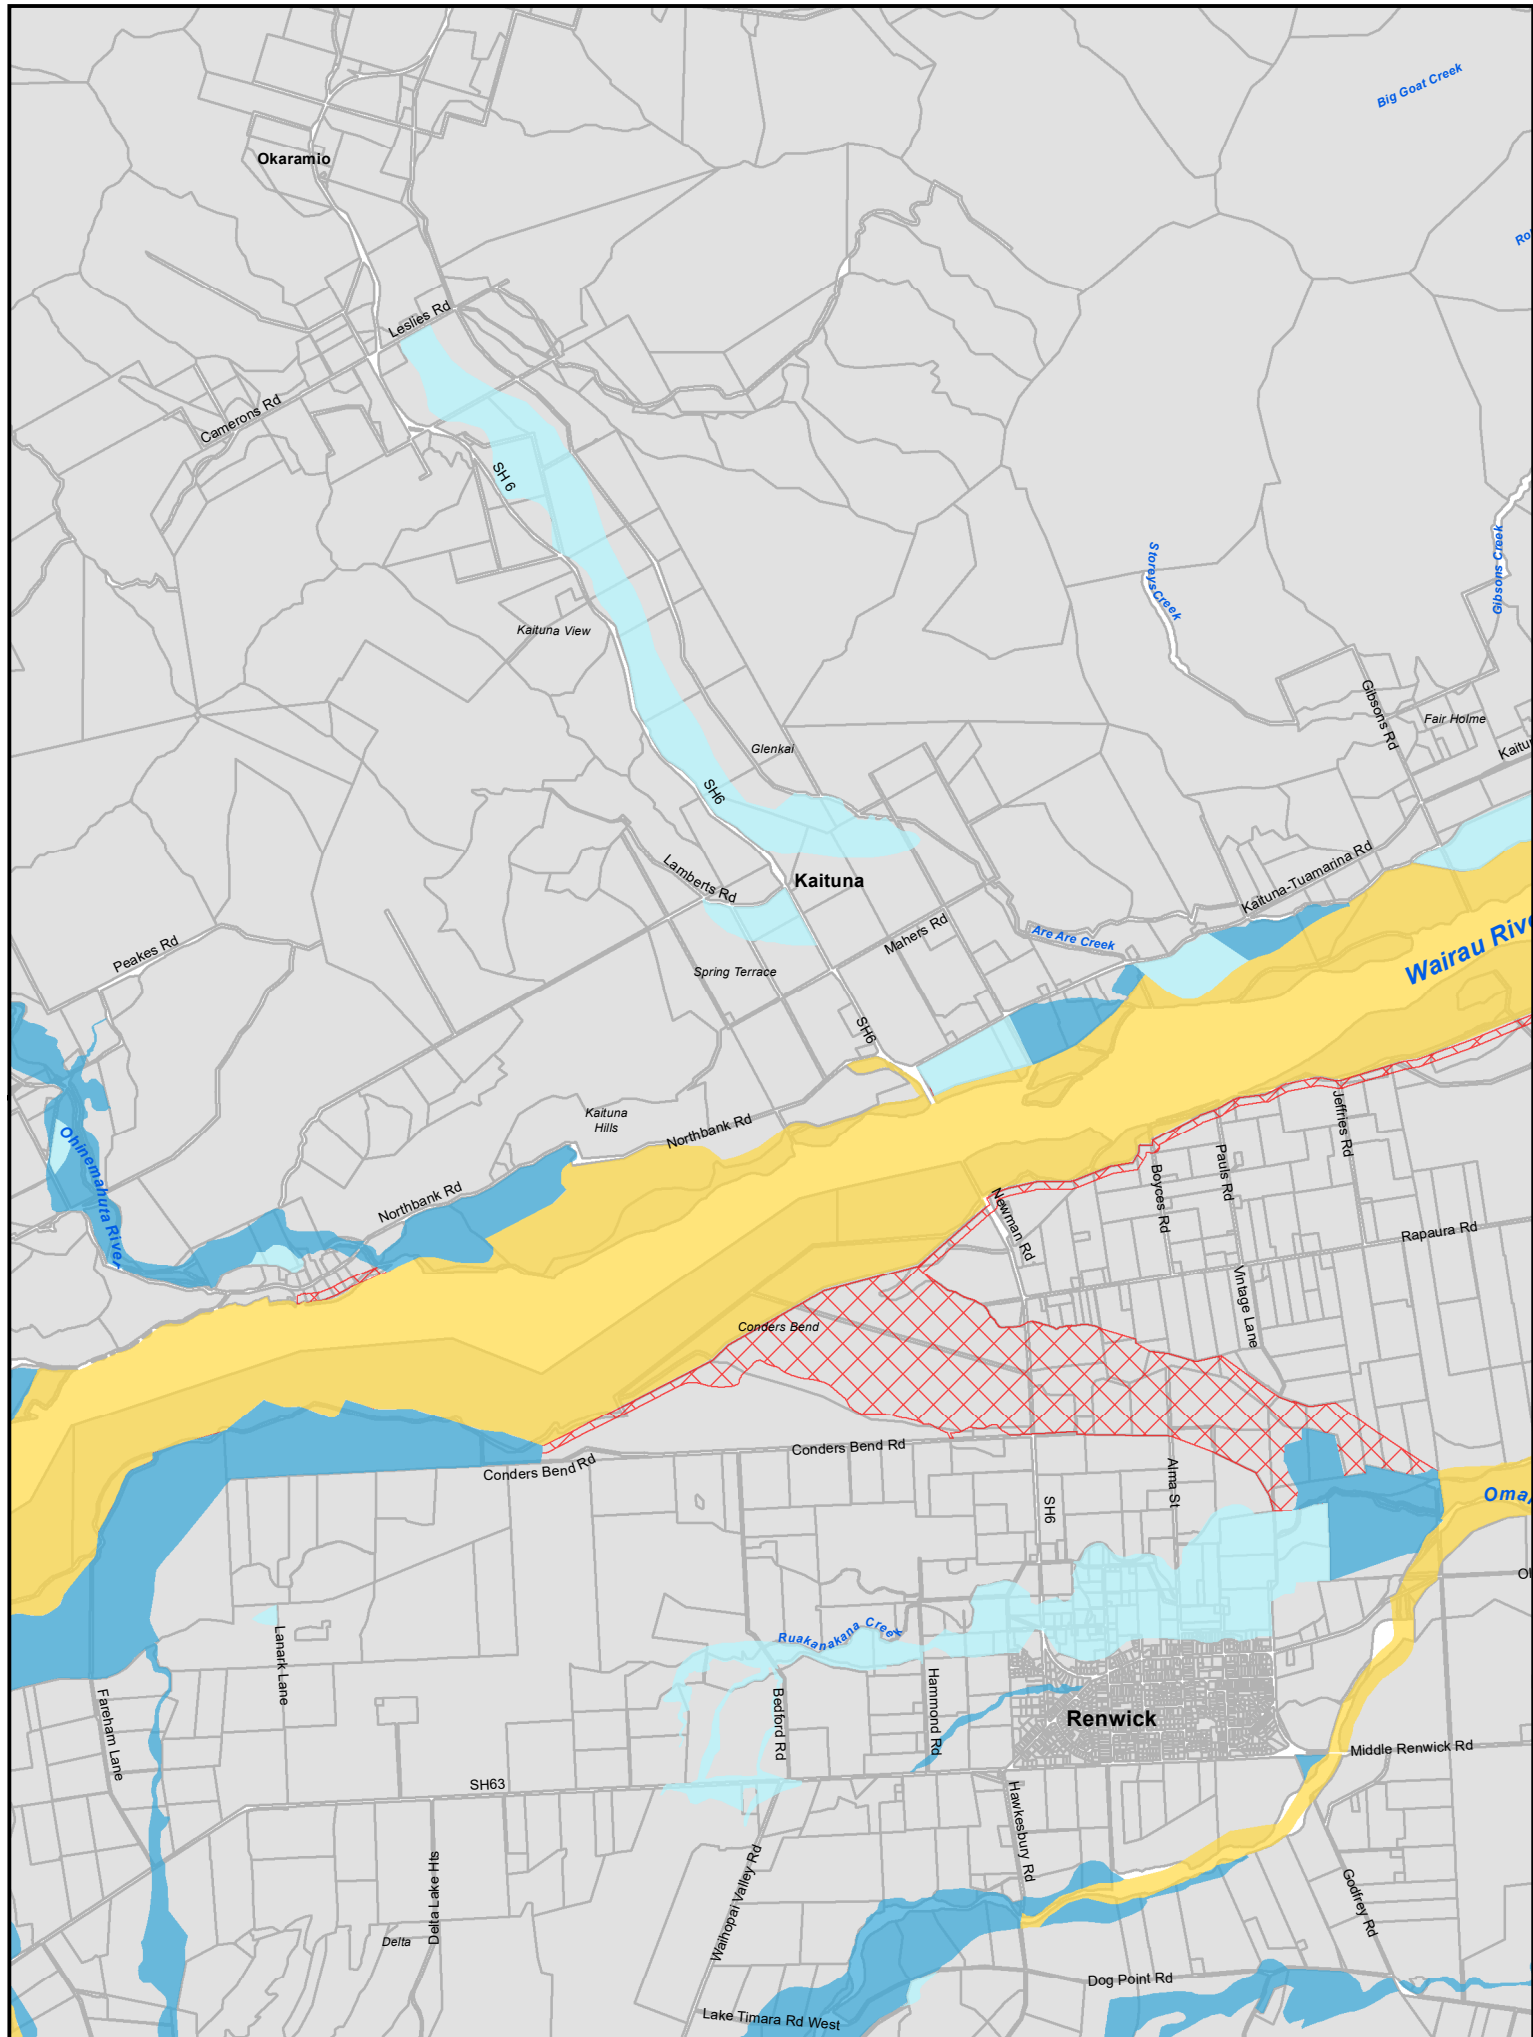 Big Goat Creek
Okaramio
Leslies Rd
Camerons Rd
SH 6
Storeys Creek
Gibsons Creek
Kaituna View
Gibsons Rd
Fair Holme
Glenkai
SH6
Kaituna-Tuamarina Rd
Lamberts Rd
Kaituna
Mahers Rd
Are Are Creek
Peakes Rd
Spring Terrace
Wairau Rive
SH6
Kaituna
Hills
Northbank Rd
Jeffries Rd
Ohinemahuta River
Pauls Rd
Boyces Rd
Northbank Rd
Newman Rd
Rapaura Rd
Vintage Lane
Conders Bend
Conders Bend Rd
Conders Bend Rd
Alma St
SH6
Ruakanakana Creek
Lanark Lane
Fareham Lane
Bedford Rd
Hammond Rd
Renwick
Middle Renwick Rd
SH63
Hawkesbury Rd
Delta Lake Hts
Waihopai Valley Rd
Godfrey Rd
Delta
Dog Point Rd
Lake Timara Rd West